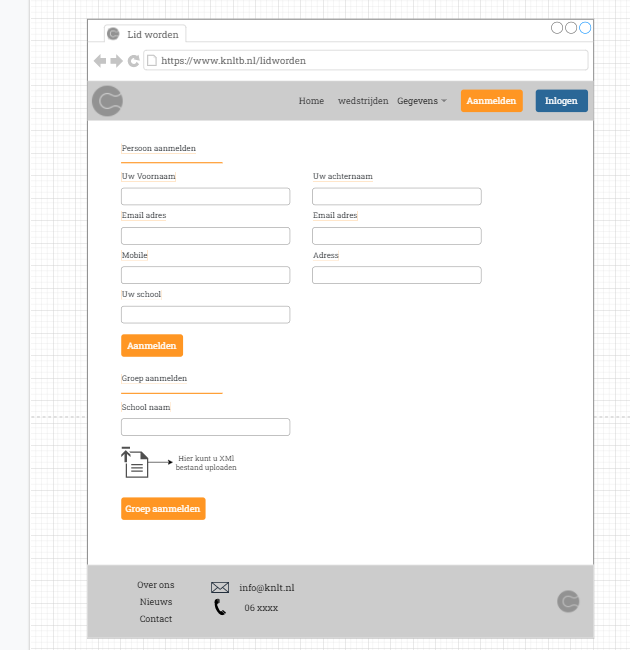 Lid worden
https://www.knltb.nl/lidworden
Home wedstrijden Gegevens Aanmelden Inlogen
Persoon aanmelden
Uw Voornaam Uw achternaam
Email adres Email adres
Mobile Adress
Uw school
Aanmelden
Groep aanmelden
School naam
Hier kunt u XMl
bestand uploaden
Groep aanmelden
Over ons info@knlt.nl
Nieuws 06 xxxx
Contact